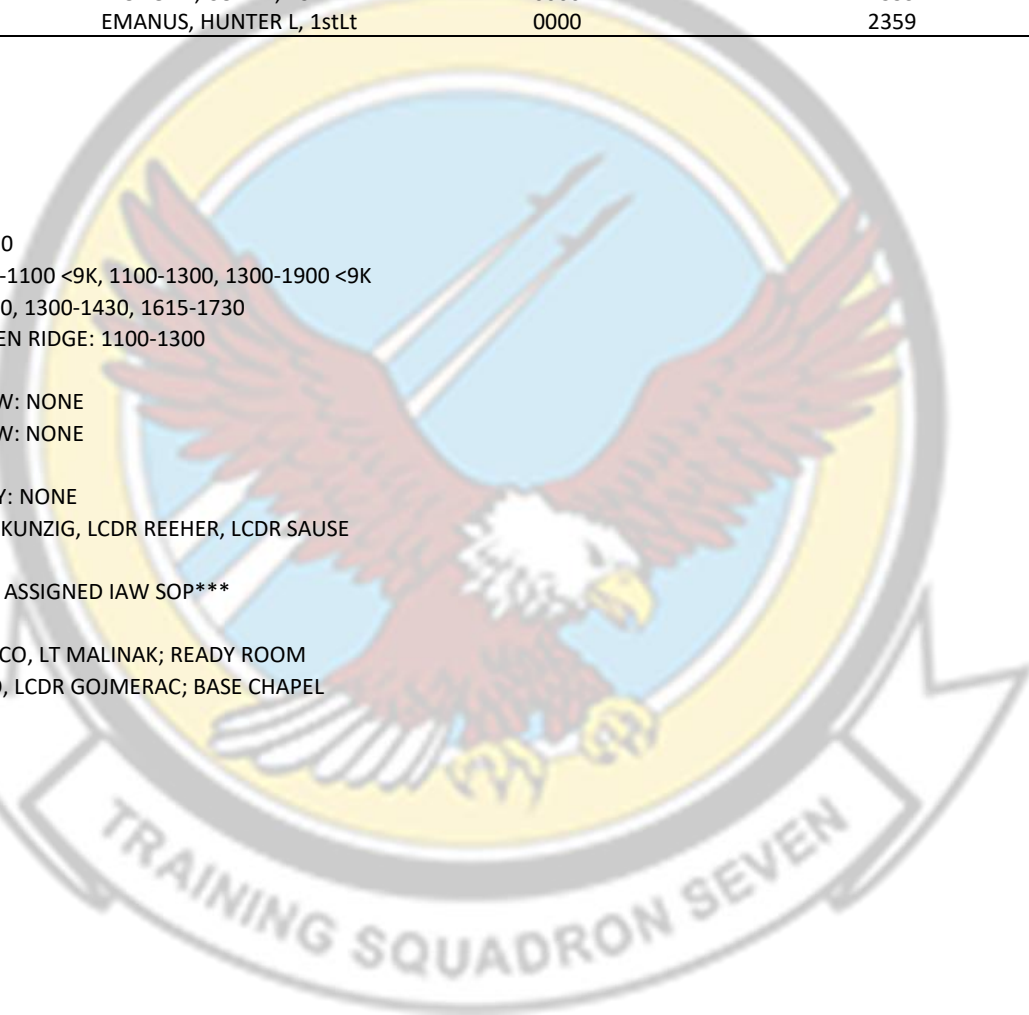 EMANUS, HUNTER L, 1stLt 0000 2359
0
-1100 <9K, 1100-1300, 1300-1900 <9K
0, 1300-1430, 1615-1730
EN RIDGE: 1100-1300
W: NONE
W: NONE
Y: NONE
KUNZIG, LCDR REEHER, LCDR SAUSE
ASSIGNED IAW SOP***
CO, LT MALINAK; READY ROOM
O, LCDR GOJMERAC; BASE CHAPEL
TRAINING SQUADRON SEVEN